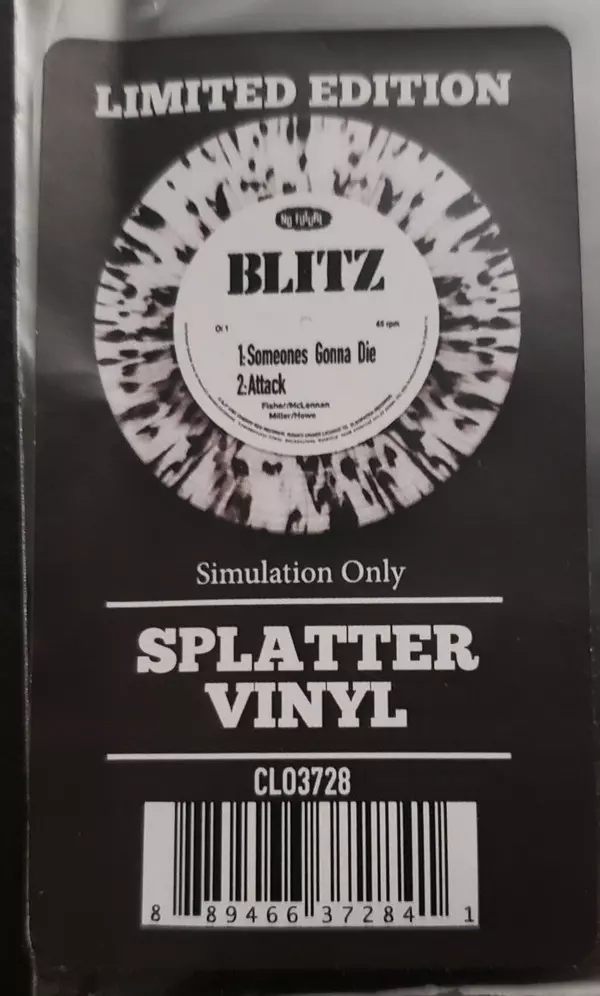 LIMITED EDITION
NO FUTURE
BLITZ
Oi 1
45 rpm
1:Someones Gonna Die
2:Attack
Fisher/McLennan
Miller/Howe
Simulation Only
SPLATTER
VINYL
CLO3728
8 89466 37284 1